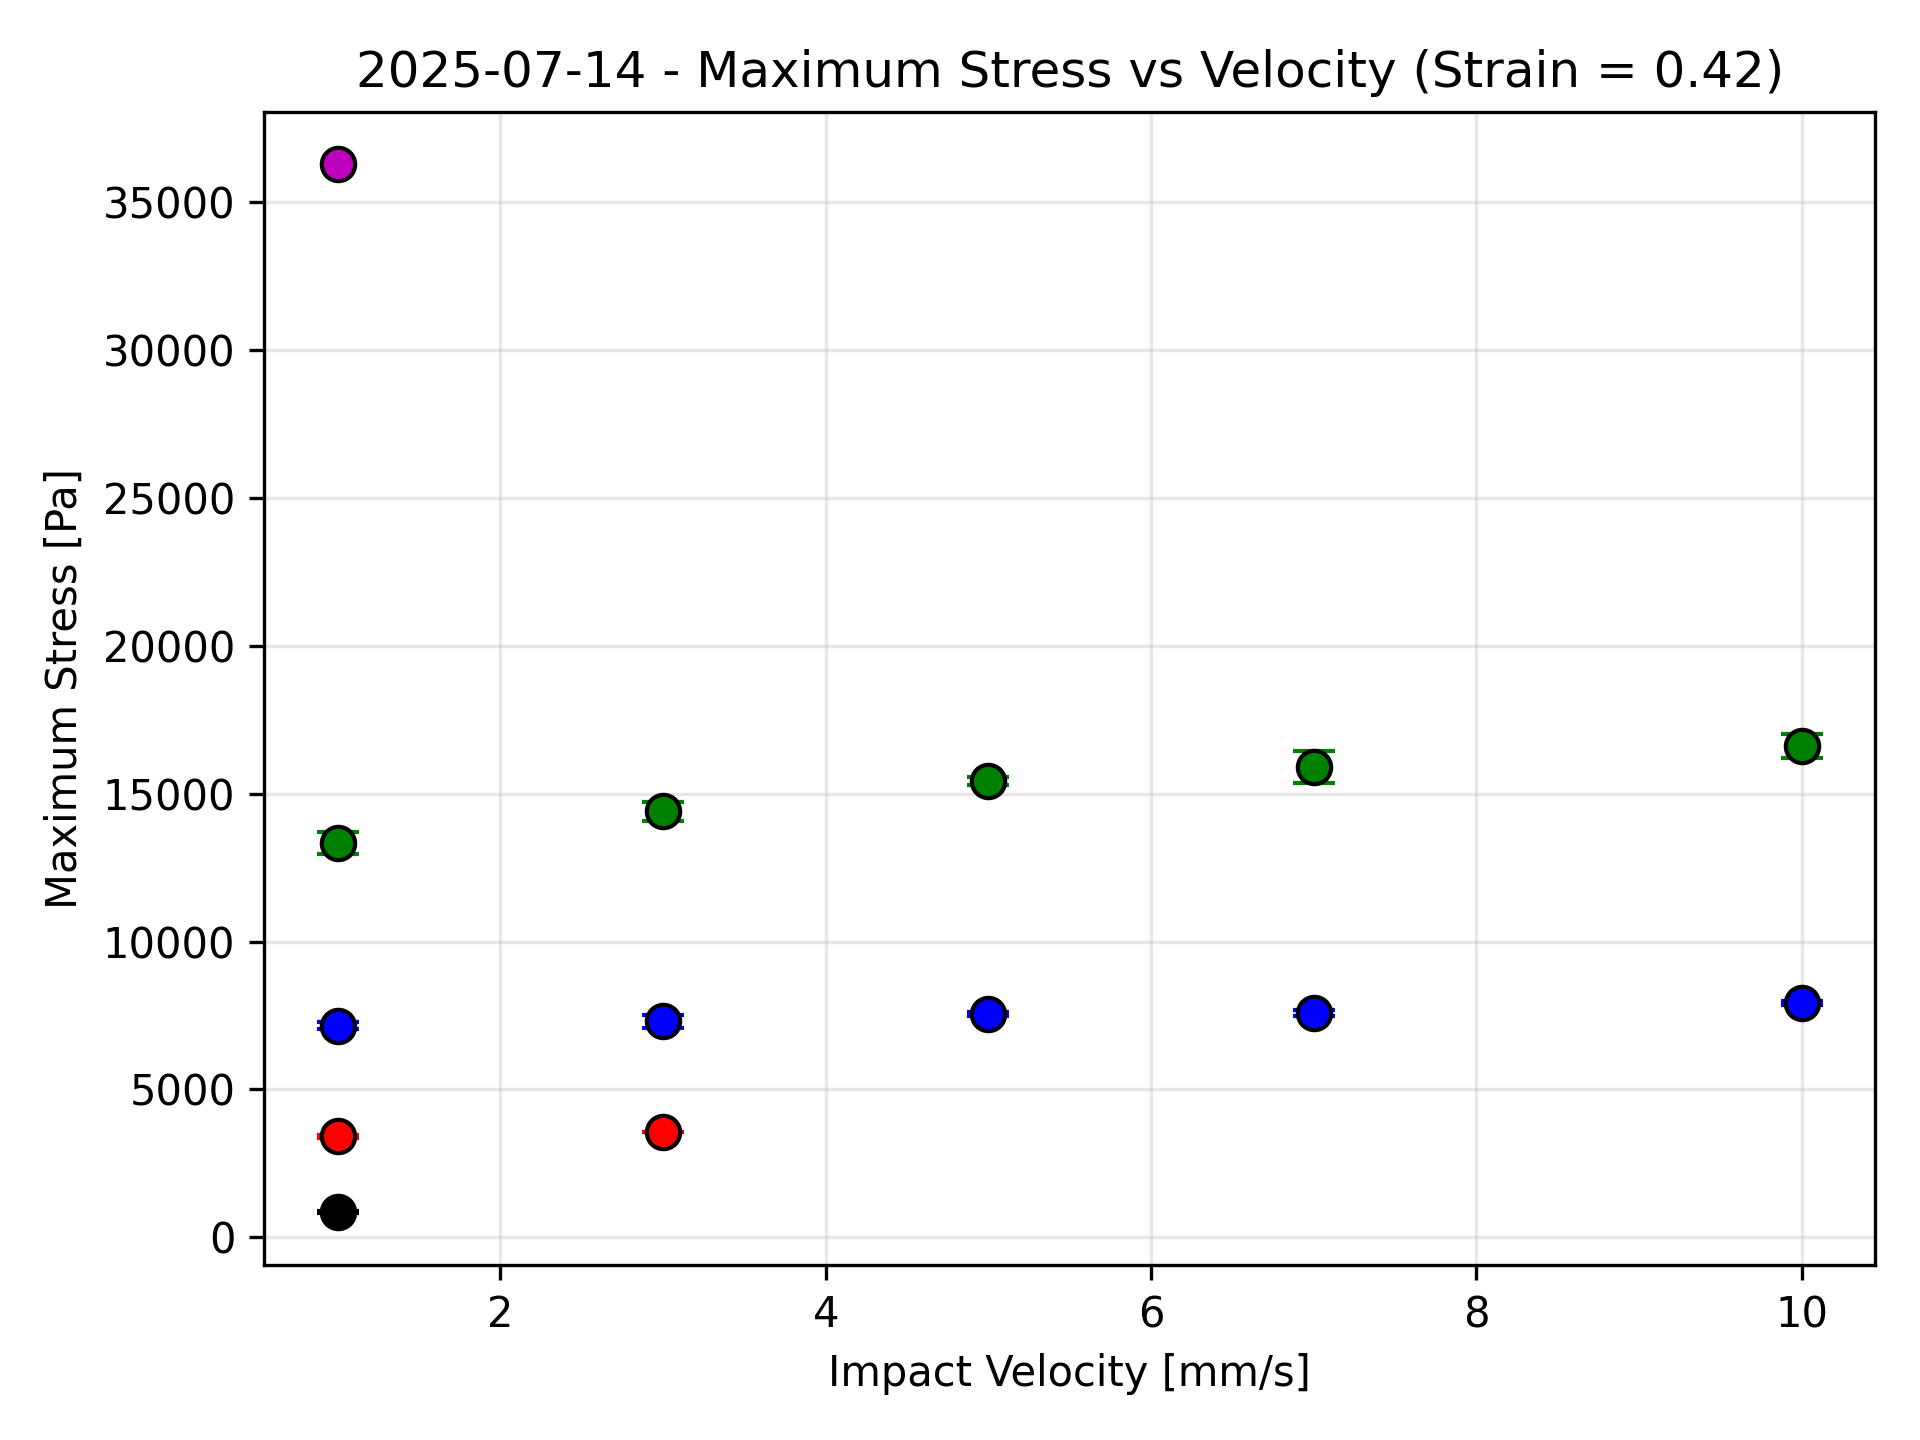 2025-07-14 - Maximum Stress vs Velocity (Strain = 0.42)
Maximum Stress [Pa]
35000
30000
25000
20000
15000
10000
5000
0
2 4 6 8 10
Impact Velocity [mm/s]